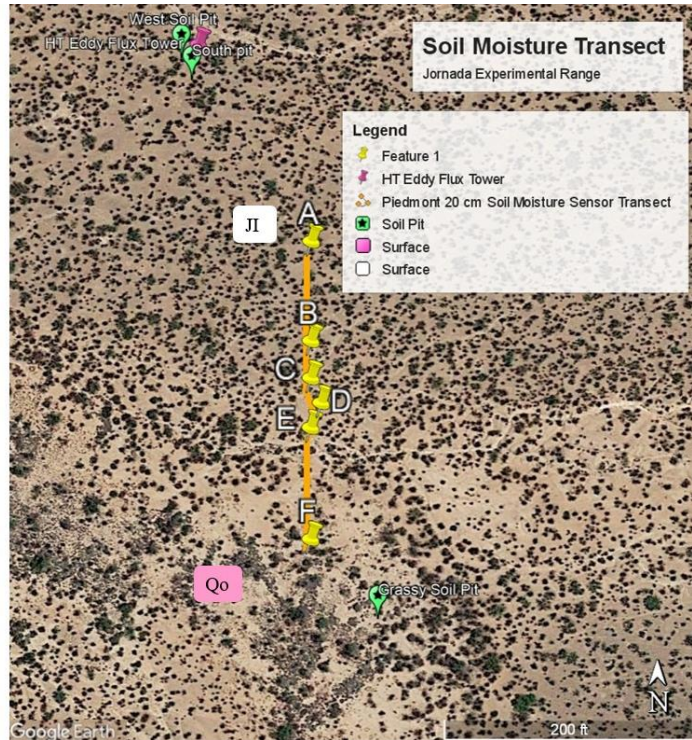 West Soil Pit
HT Eddy Flux Tower
South pit
Soil Moisture Transect
Jornada Experimental Range
Legend
Feature 1
HT Eddy Flux Tower
Piedmont 20 cm Soil Moisture Sensor Transect
Soil Pit
Surface
Surface
JI
A
B
C
D
E
F
Qo
Grassy Soil Pit
N
Google Earth
200 ft